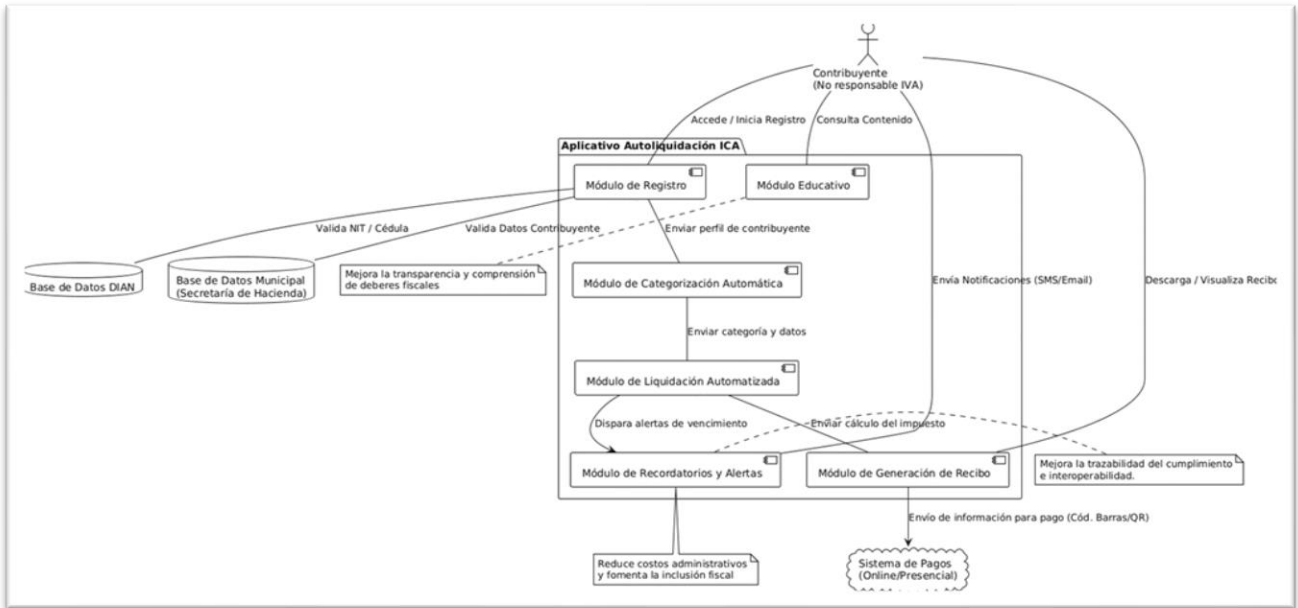 Contribuyente
(No responsable IVA)
Accede / Inicia Registro
Consulta Contenido
Aplicativo Autoliquidación ICA
Módulo de Registro
Módulo Educativo
Valida NIT / Cédula
Valida Datos Contribuyente
Enviar perfil de contribuyente
Base de Datos DIAN
Base de Datos Municipal
(Secretaría de Hacienda)
Mejora la transparencia y comprensión
de deberes fiscales
Módulo de Categorización Automática
Envía Notificaciones (SMS/Email)
Descarga / Visualiza Recibo
Enviar categoría y datos
Módulo de Liquidación Automatizada
Dispara alertas de vencimiento
Enviar cálculo del impuesto
Módulo de Recordatorios y Alertas
Módulo de Generación de Recibo
Mejora la trazabilidad del cumplimiento
e interoperabilidad.
Envío de información para pago (Cód. Barras/QR)
Reduce costos administrativos
y fomenta la inclusión fiscal
Sistema de Pagos
(Online/Presencial)